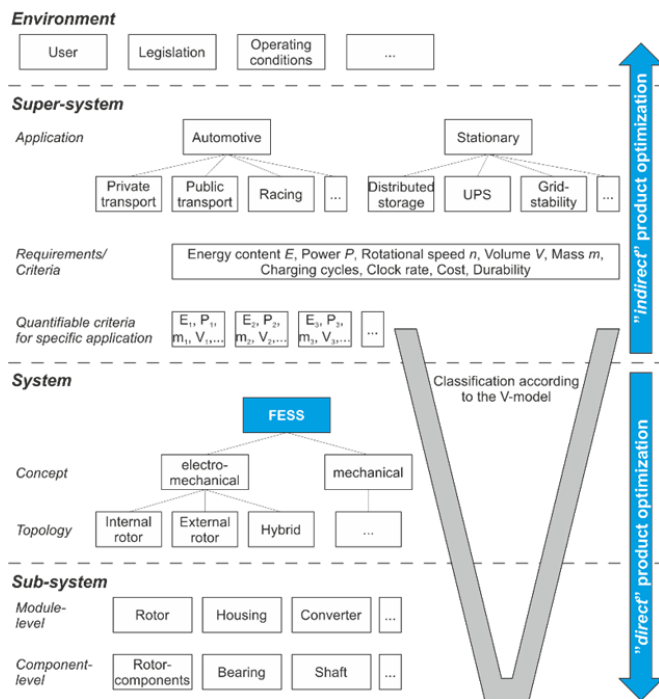 Environment
User
Legislation
Operating
conditions
...
Super-system
Application
Automotive
Stationary
Private
transport
Public
transport
Racing
...
Distributed
storage
UPS
Grid-
stability
...
Requirements/
Criteria
Energy content E, Power P, Rotational speed n, Volume V, Mass m,
Charging cycles, Clock rate, Cost, Durability
Quantifiable criteria
for specific application
E1, P1,
m1, V1,...
E2, P2,
m2, V2,...
E3, P3,
m3, V3,...
...
"indirect" product optimization
System
Classification according
to the V-model
FESS
Concept
electro-
mechanical
mechanical
Topology
Internal
rotor
External
rotor
Hybrid
...
Sub-system
Module-
level
Rotor
Housing
Converter
...
Component-
level
Rotor-
components
Bearing
Shaft
...
"direct" product optimization